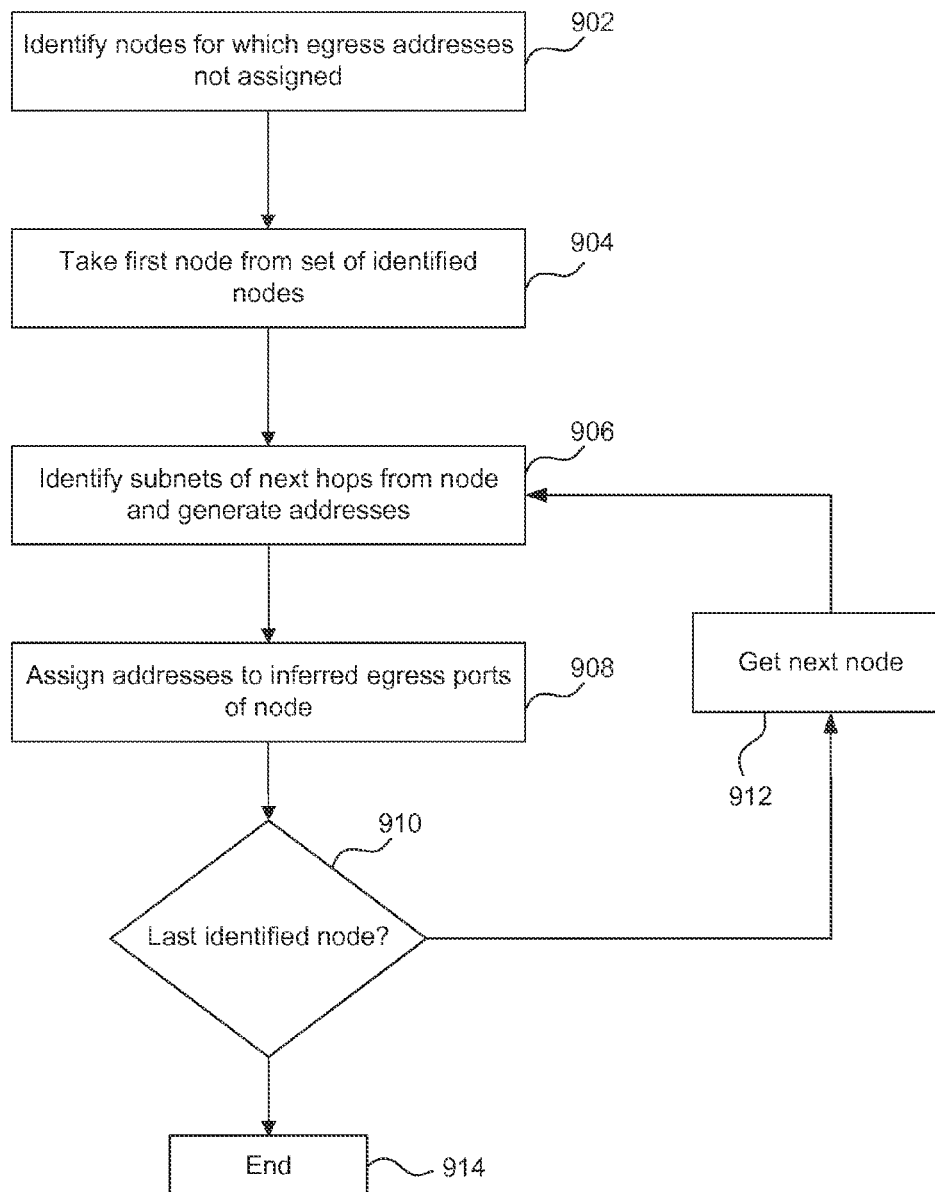 902
Identify nodes for which egress addresses
not assigned
904
Take first node from set of identified
nodes
906
Identify subnets of next hops from node
and generate addresses
Assign addresses to inferred egress ports
of node
908
Get next node
912
910
Last identified node?
End
914